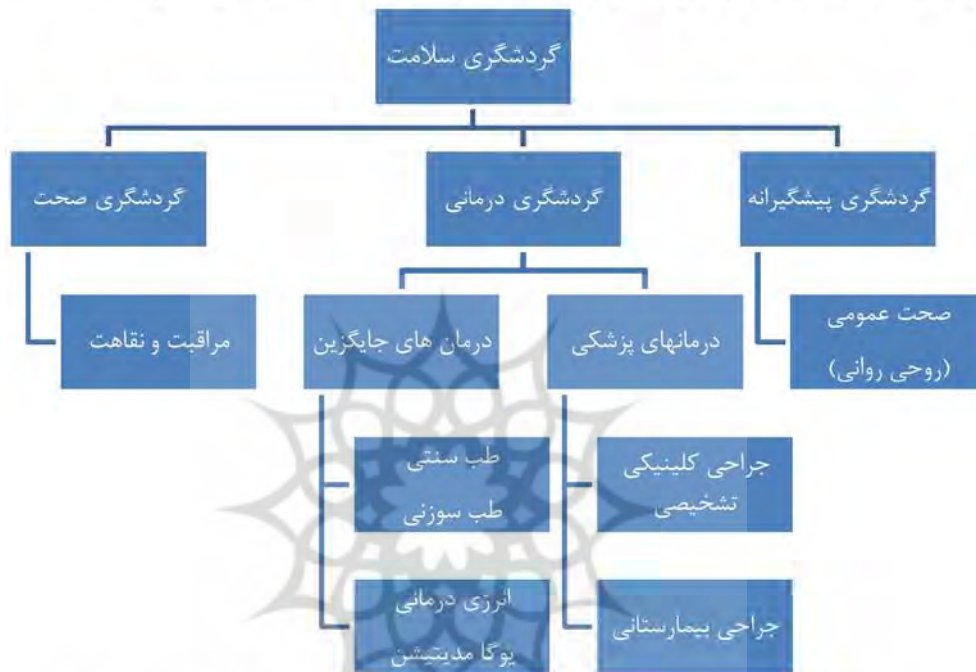 گردشگری سلامت
گردشگری پیشگیرانه
گردشگری درمانی
گردشگری صحت
صحت عمومی
(روحی روانی)
درمانهای پزشکی
درمان های جایگزین
مراقبت و نقاهت
جراحی کلینیکی
تشخیصی
طب سنتی
طب سوزنی
جراحی بیمارستانی
انرژی درمانی
یوگا مدیتیشن